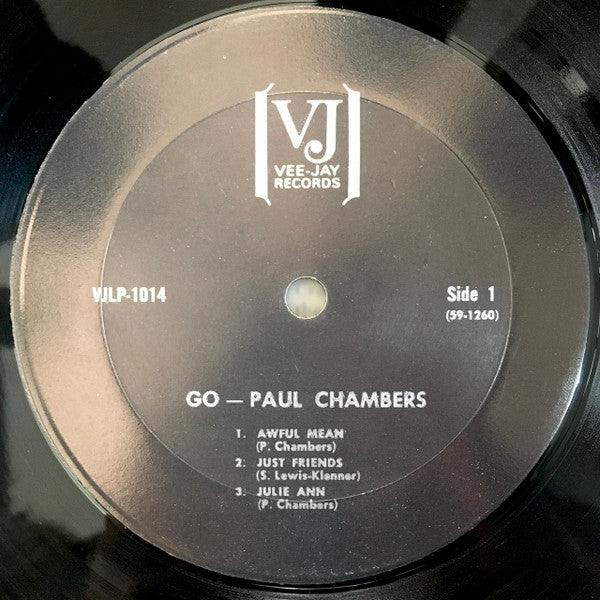 VJ
VEE-JAY
RECORDS
VJLP-1014
Side 1
(59-1260)
GO — PAUL CHAMBERS
1. AWFUL MEAN
(P. Chambers)
2. JUST FRIENDS
(S. Lewis-Klenner)
3. JULIE ANN
(P. Chambers)